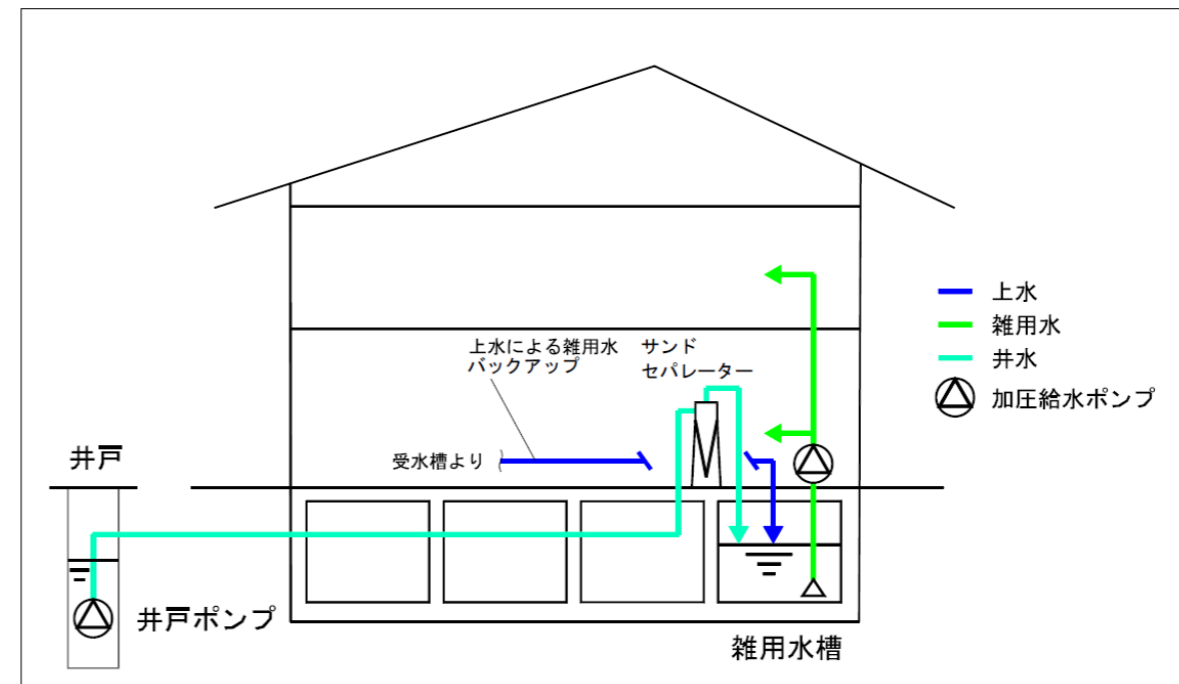 上水による雑用水
バックアップ
サンド
セパレーター
受水槽より
井戸
井戸ポンプ
雑用水槽
上水
雑用水
井水
加圧給水ポンプ